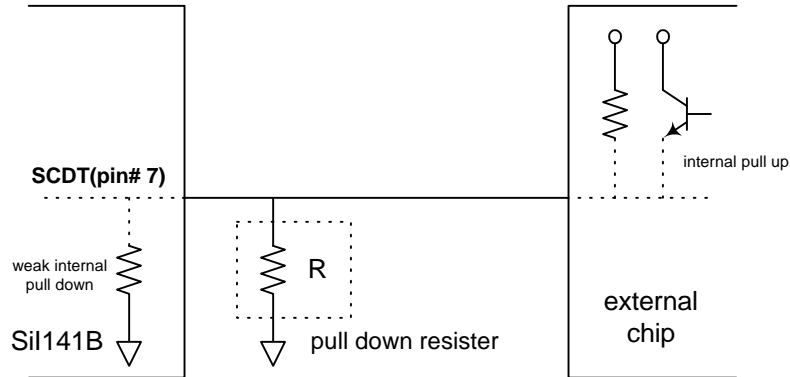 SCDT(pin# 7)
internal pull up
weak internal
pull down
R
SiI141B
pull down resister
external
chip